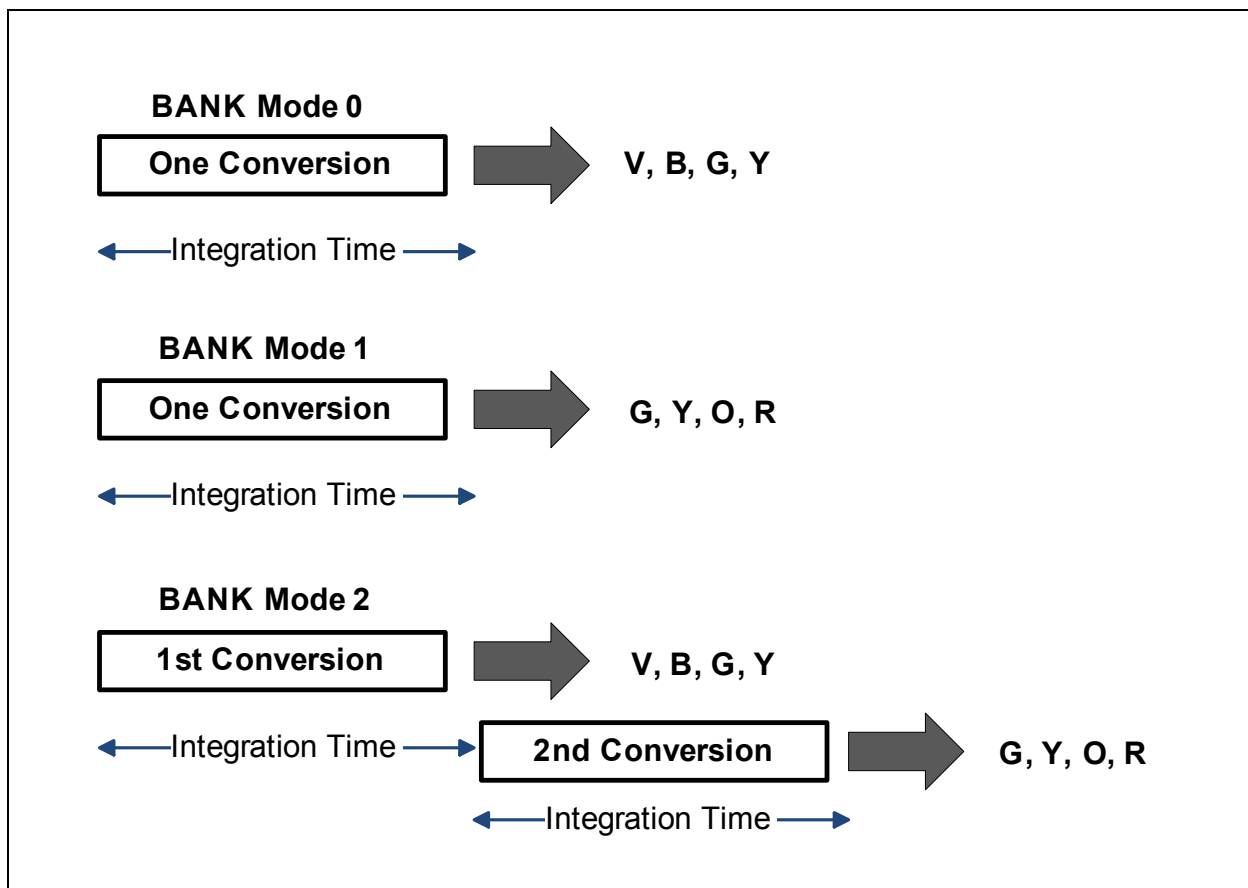 BANK Mode 0
One Conversion
V, B, G, Y
Integration Time
BANK Mode 1
One Conversion
G, Y, O, R
Integration Time
BANK Mode 2
1st Conversion
V, B, G, Y
Integration Time
2nd Conversion
G, Y, O, R
Integration Time